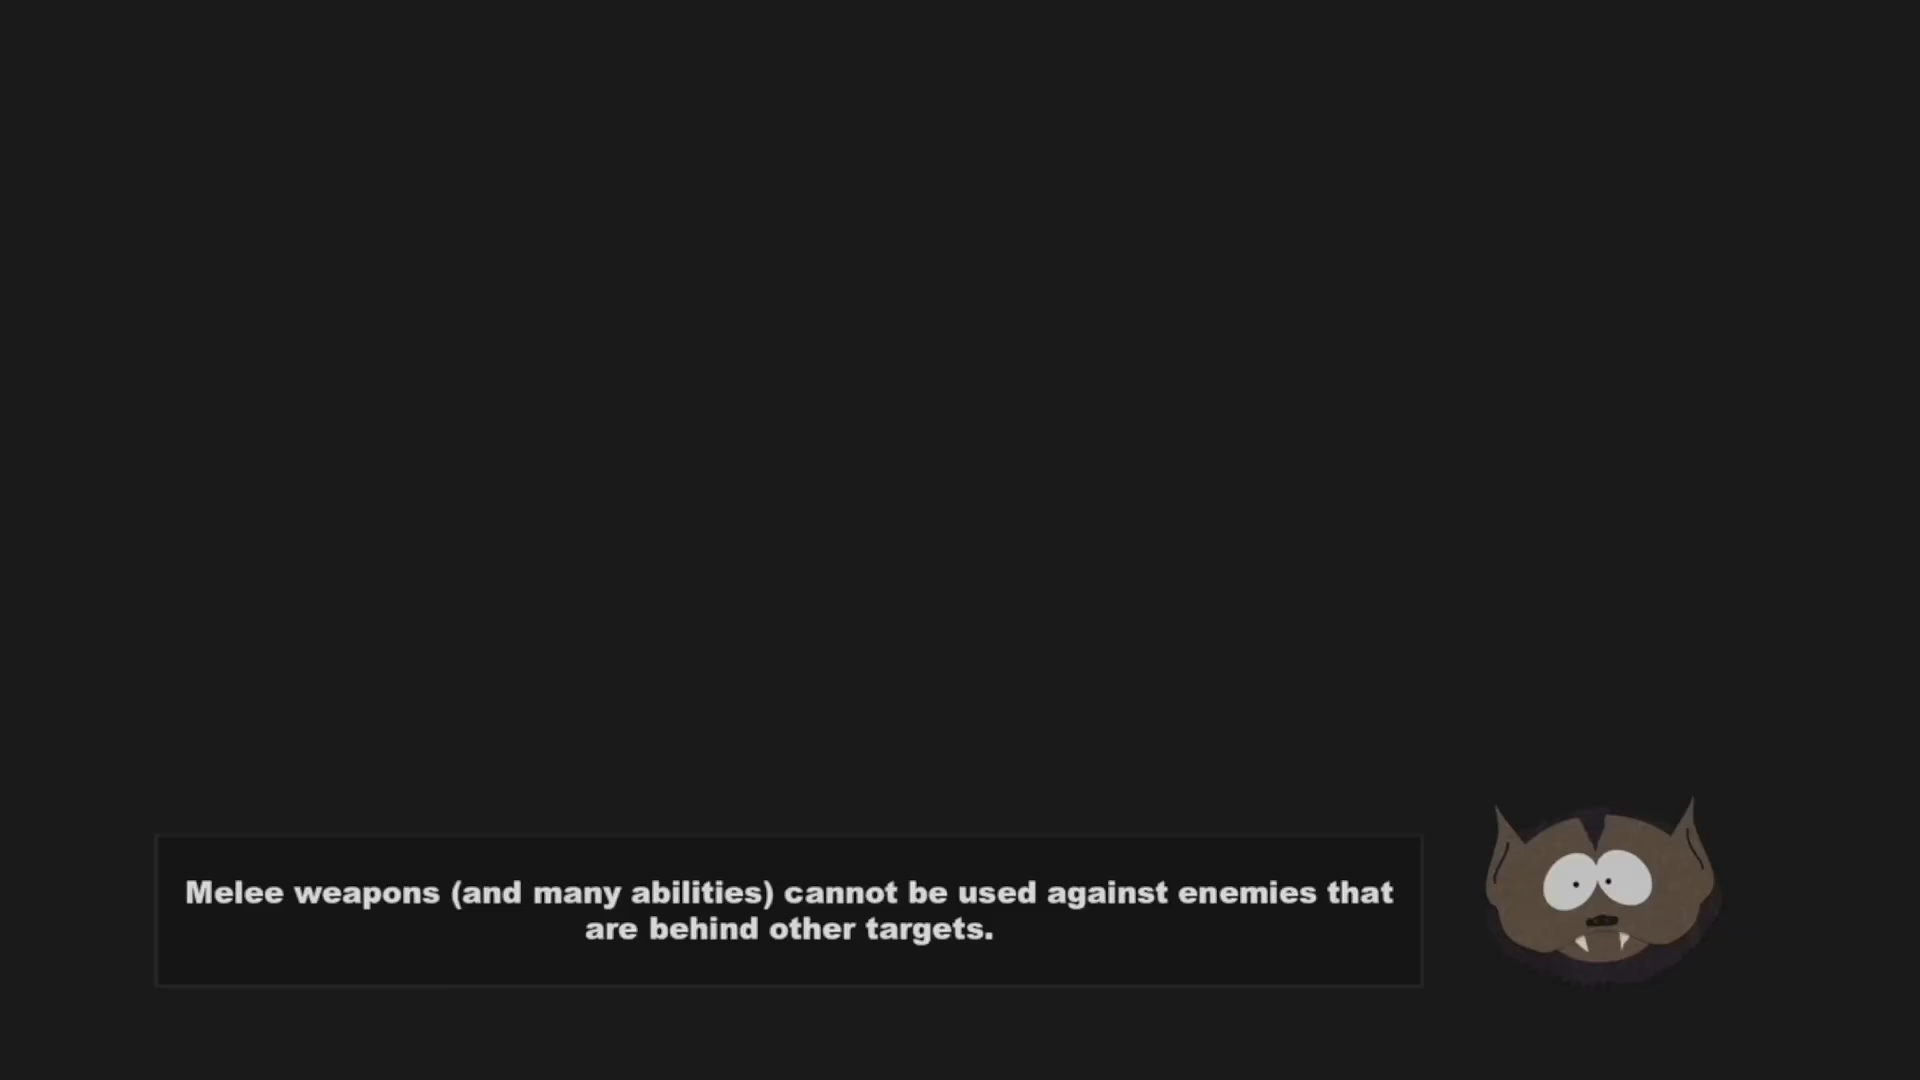 Melee weapons (and many abilities) cannot be used against enemies that
are behind other targets.